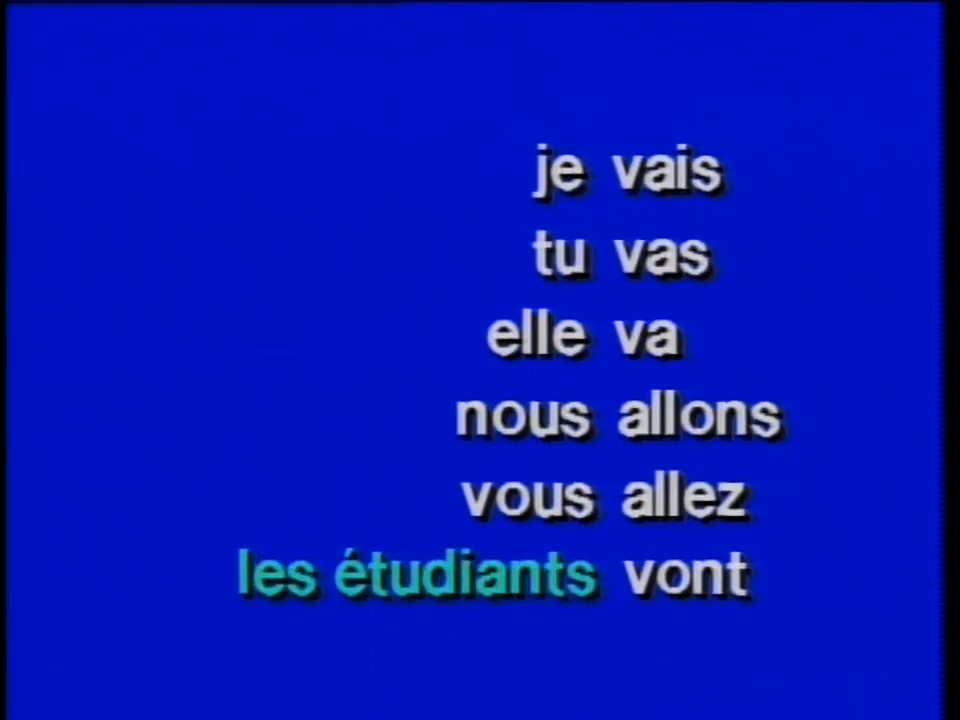 je vais
tu vas
elle va
nous allons
vous allez
les étudiants vont